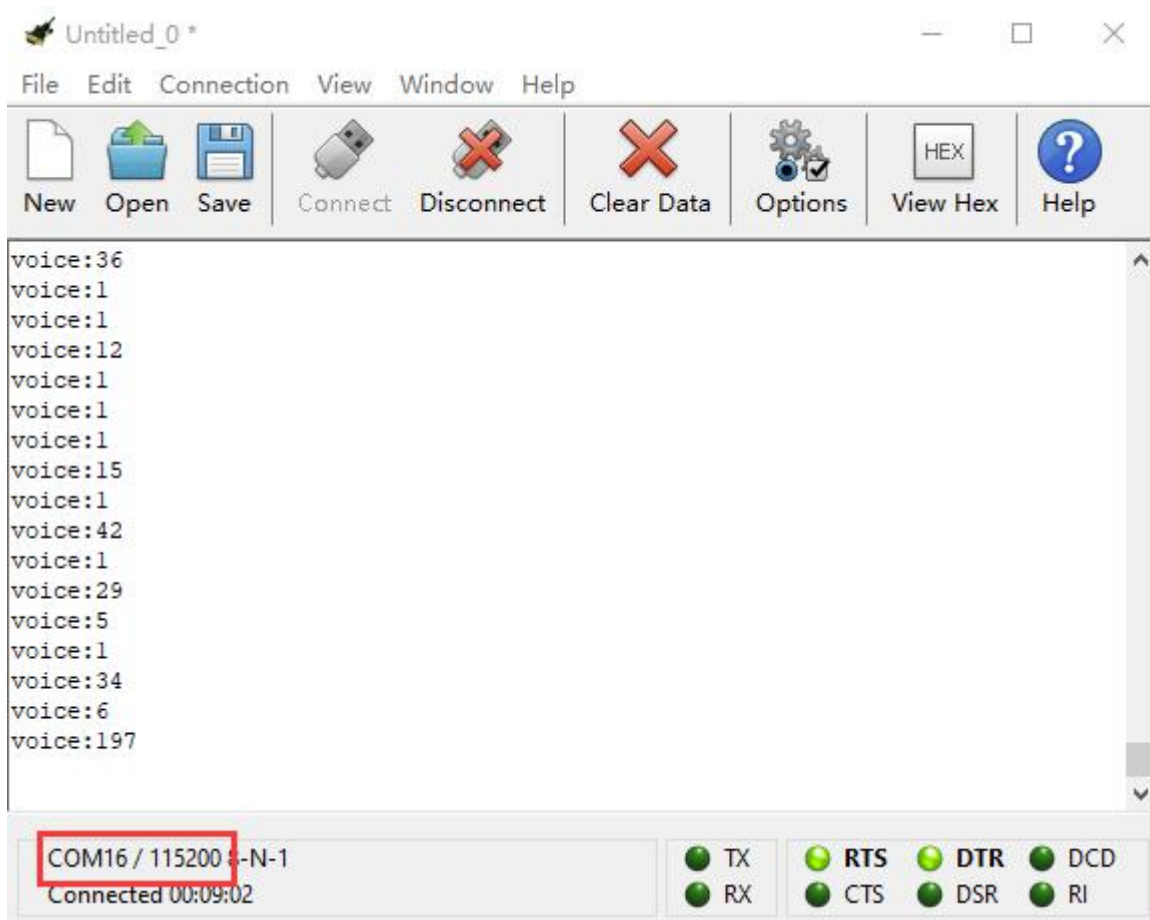 Untitled_0 *
File Edit Connection View Window Help
New Open Save Connect Disconnect Clear Data Options HEX View Hex ? Help
voice:36
voice:1
voice:1
voice:12
voice:1
voice:1
voice:1
voice:15
voice:1
voice:42
voice:1
voice:29
voice:5
voice:1
voice:34
voice:6
voice:197
COM16 / 115200 8-N-1 TX RTS DTR DCD
Connected 00:09:02 RX CTS DSR RI